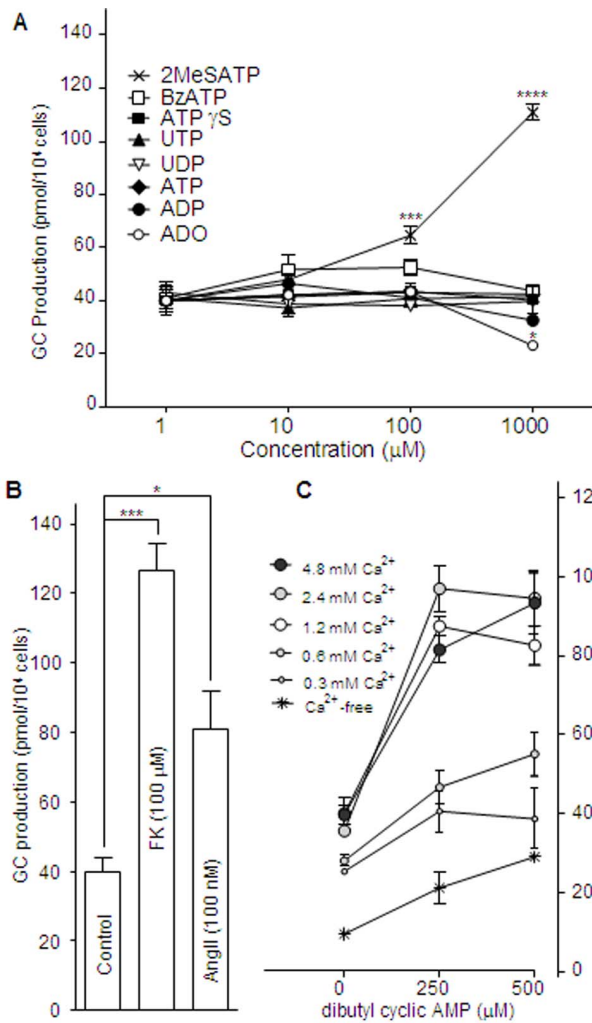 A
GC Production (pmol/10⁴ cells)
140
120
100
80
60
40
20
0
2MeSATP
BzATP
ATPγS
UTP
UDP
ATP
ADP
ADO
***
****
*
1 10 100 1000
Concentration (μM)
B
GC production (pmol/10⁴ cells)
140
120
100
80
60
40
20
0
***
*
Control
FK (100 μM)
AngII (100 nM)
C
4.8 mM Ca²⁺
2.4 mM Ca²⁺
1.2 mM Ca²⁺
0.6 mM Ca²⁺
0.3 mM Ca²⁺
Ca²⁺-free
12
10
80
60
40
20
0
0 250 500
dibutyl cyclic AMP (μM)